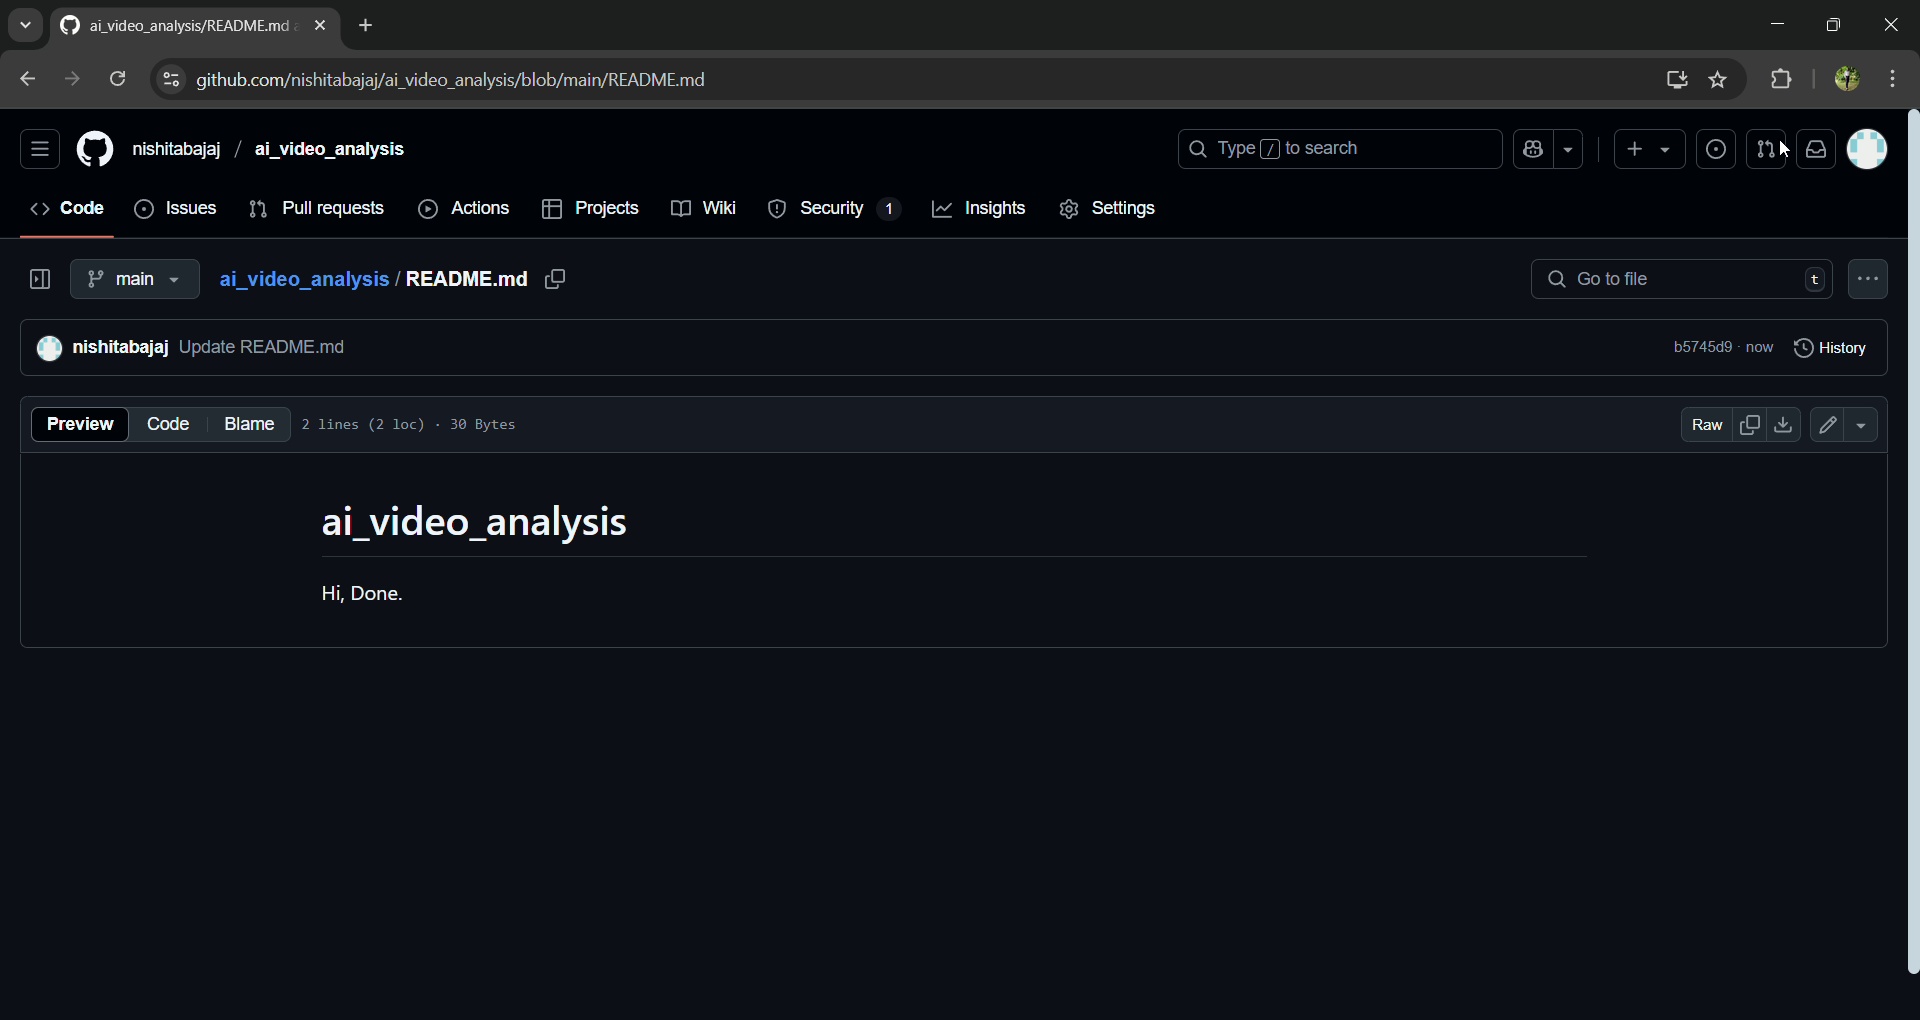 ai_video_analysis/README.md a
github.com/nishitabajaj/ai_video_analysis/blob/main/README.md
nishitabajaj / ai_video_analysis
Type / to search
Code Issues Pull requests Actions Projects Wiki Security 1 Insights Settings
main ai_video_analysis / README.md
Go to file t
nishitabajaj Update README.md
b5745d9 · now History
Preview Code Blame 2 lines (2 loc) · 30 Bytes
Raw
ai_video_analysis
Hi, Done.